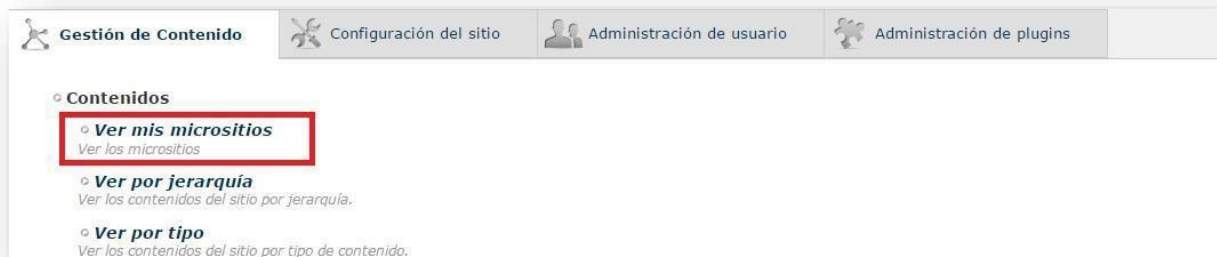 Gestión de Contenido
Configuración del sitio
Administración de usuario
Administración de plugins
Contenidos
Ver mis micrositios
Ver los micrositios
Ver por jerarquía
Ver los contenidos del sitio por jerarquía.
Ver por tipo
Ver los contenidos del sitio por tipo de contenido.